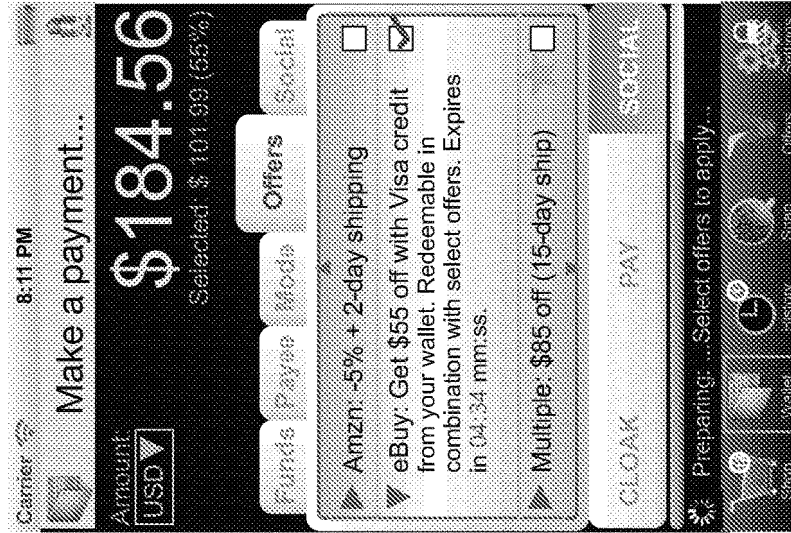 Carrier
8:11 PM
Make a payment...
Amount
USD
$184.56
Selected $ 101.99 (55%)
Funds
Payee
Mode
Offers
Social
Amzn: -5% + 2-day shipping
eBuy: Get $55 off with Visa credit
from your wallet. Redeemable in
combination with select offers. Expires
in 04:34 mm:ss.
Multiple: $85 off (15-day ship)
CLOAK
PAY
SOCIAL
Preparing: ...Select offers to apply...